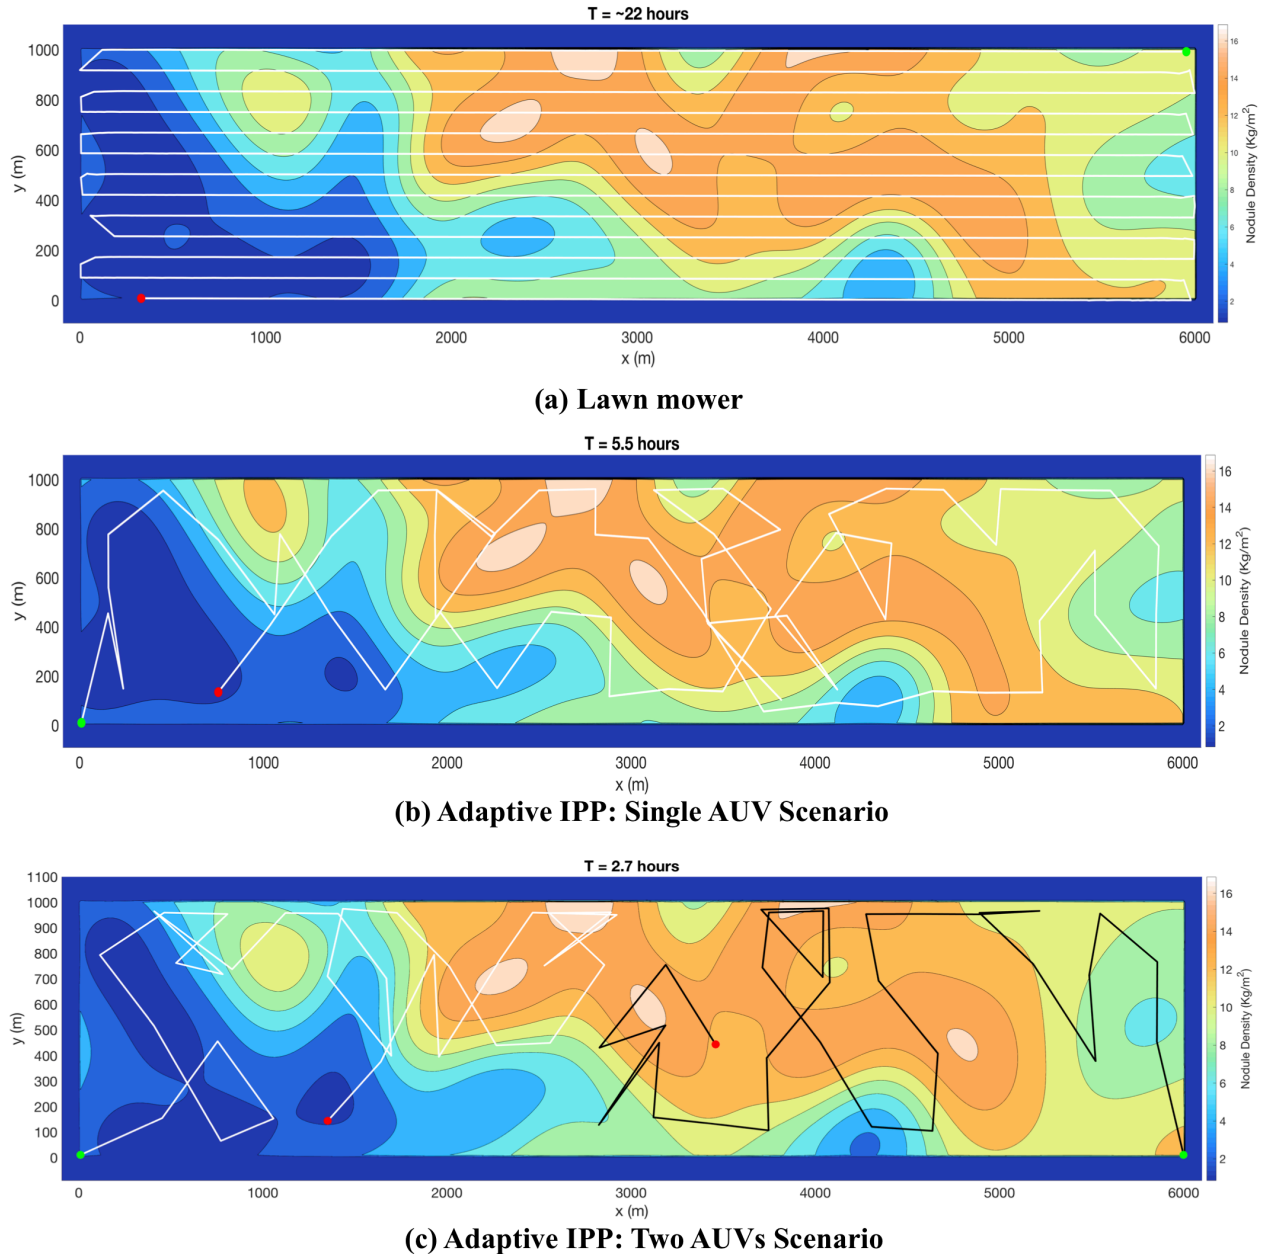 T = ~22 hours
1000
800
600
400
200
0
y (m)
0 1000 2000 3000 4000 5000 6000
x (m)
16
14
12
10
8
6
4
2
Nodule Density (Kg/m²)
(a) Lawn mower
T = 5.5 hours
1000
800
600
400
200
0
y (m)
0 1000 2000 3000 4000 5000 6000
x (m)
16
14
12
10
8
6
4
2
Nodule Density (Kg/m²)
(b) Adaptive IPP: Single AUV Scenario
T = 2.7 hours
1100
1000
900
800
700
600
500
400
300
200
100
0
y (m)
0 1000 2000 3000 4000 5000 6000
x (m)
16
14
12
10
8
6
4
2
Nodule Density (Kg/m²)
(c) Adaptive IPP: Two AUVs Scenario